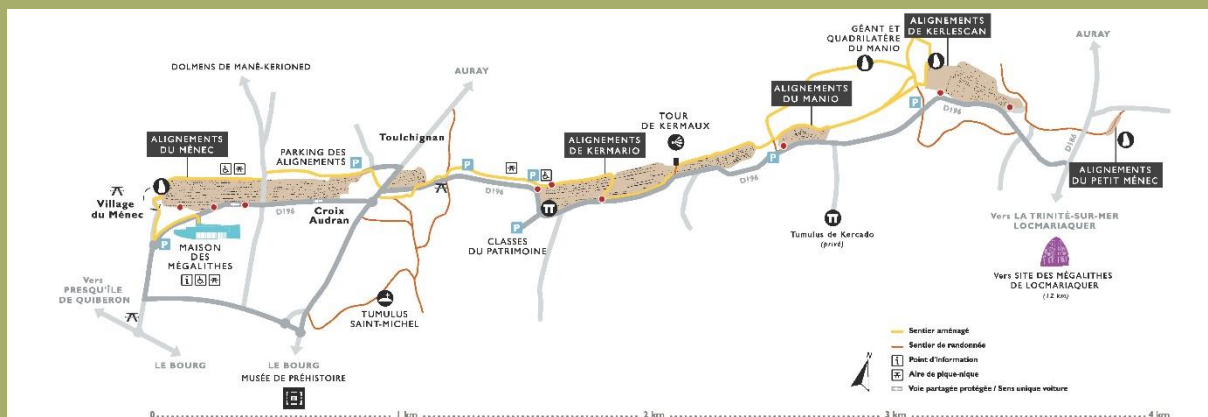 GÉANT ET
QUADRILATÈRE
DU MANIO
ALIGNEMENTS
DE KERLESCAN
AURAY
DOLMENS DE MANÉ-KERIONED
AURAY
ALIGNEMENTS
DU MANIO
P
D196
D196
TOUR
DE KERMAUX
Toulchignan
ALIGNEMENTS
DU MÉNEC
PARKING DES
ALIGNEMENTS
P
P
ALIGNEMENTS
DE KERMARIO
P
P
D196
ALIGNEMENTS
DU PETIT MÉNEC
Village
du Ménec
D196
Croix
Audran
D196
P
P
MAISON
DES
MÉGALITHES
i
CLASSES
DU PATRIMOINE
Tumulus de Kercado
(privé)
Vers LA TRINITÉ-SUR-MER
LOCMARIAQUER
Vers SITE DES MÉGALITHES
DE LOCMARIAQUER
(12 km)
Vers
PRESQU'ÎLE
DE QUIBERON
TUMULUS
SAINT-MICHEL
LE BOURG
LE BOURG
MUSÉE DE PRÉHISTOIRE
N
Sentier aménagé
Sentier de randonnée
i Point d'Information
Aire de pique-nique
Voie partagée protégée / Sens unique voiture
0 1 km 2 km 3 km 4 km